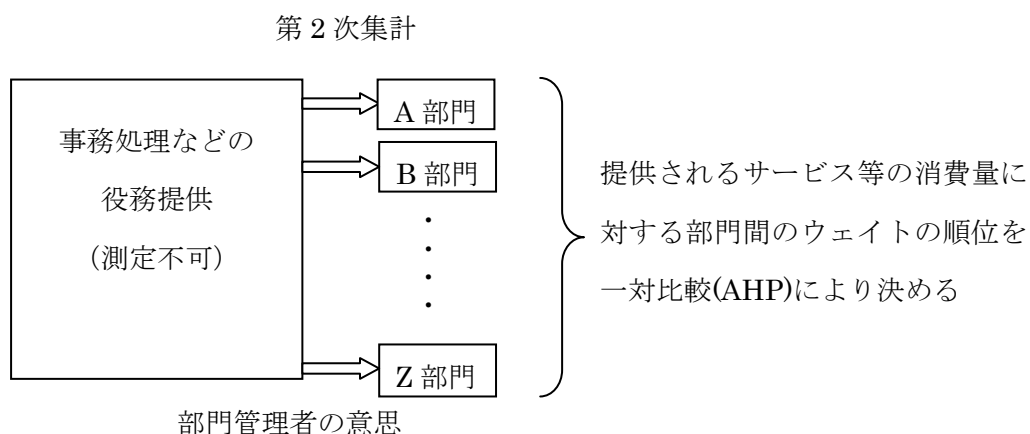 第 2 次集計
事務処理などの
役務提供
（測定不可）
A 部門
B 部門
・
・
・
・
Z 部門
提供されるサービス等の消費量に
対する部門間のウェイトの順位を
一対比較(AHP)により決める
部門管理者の意思